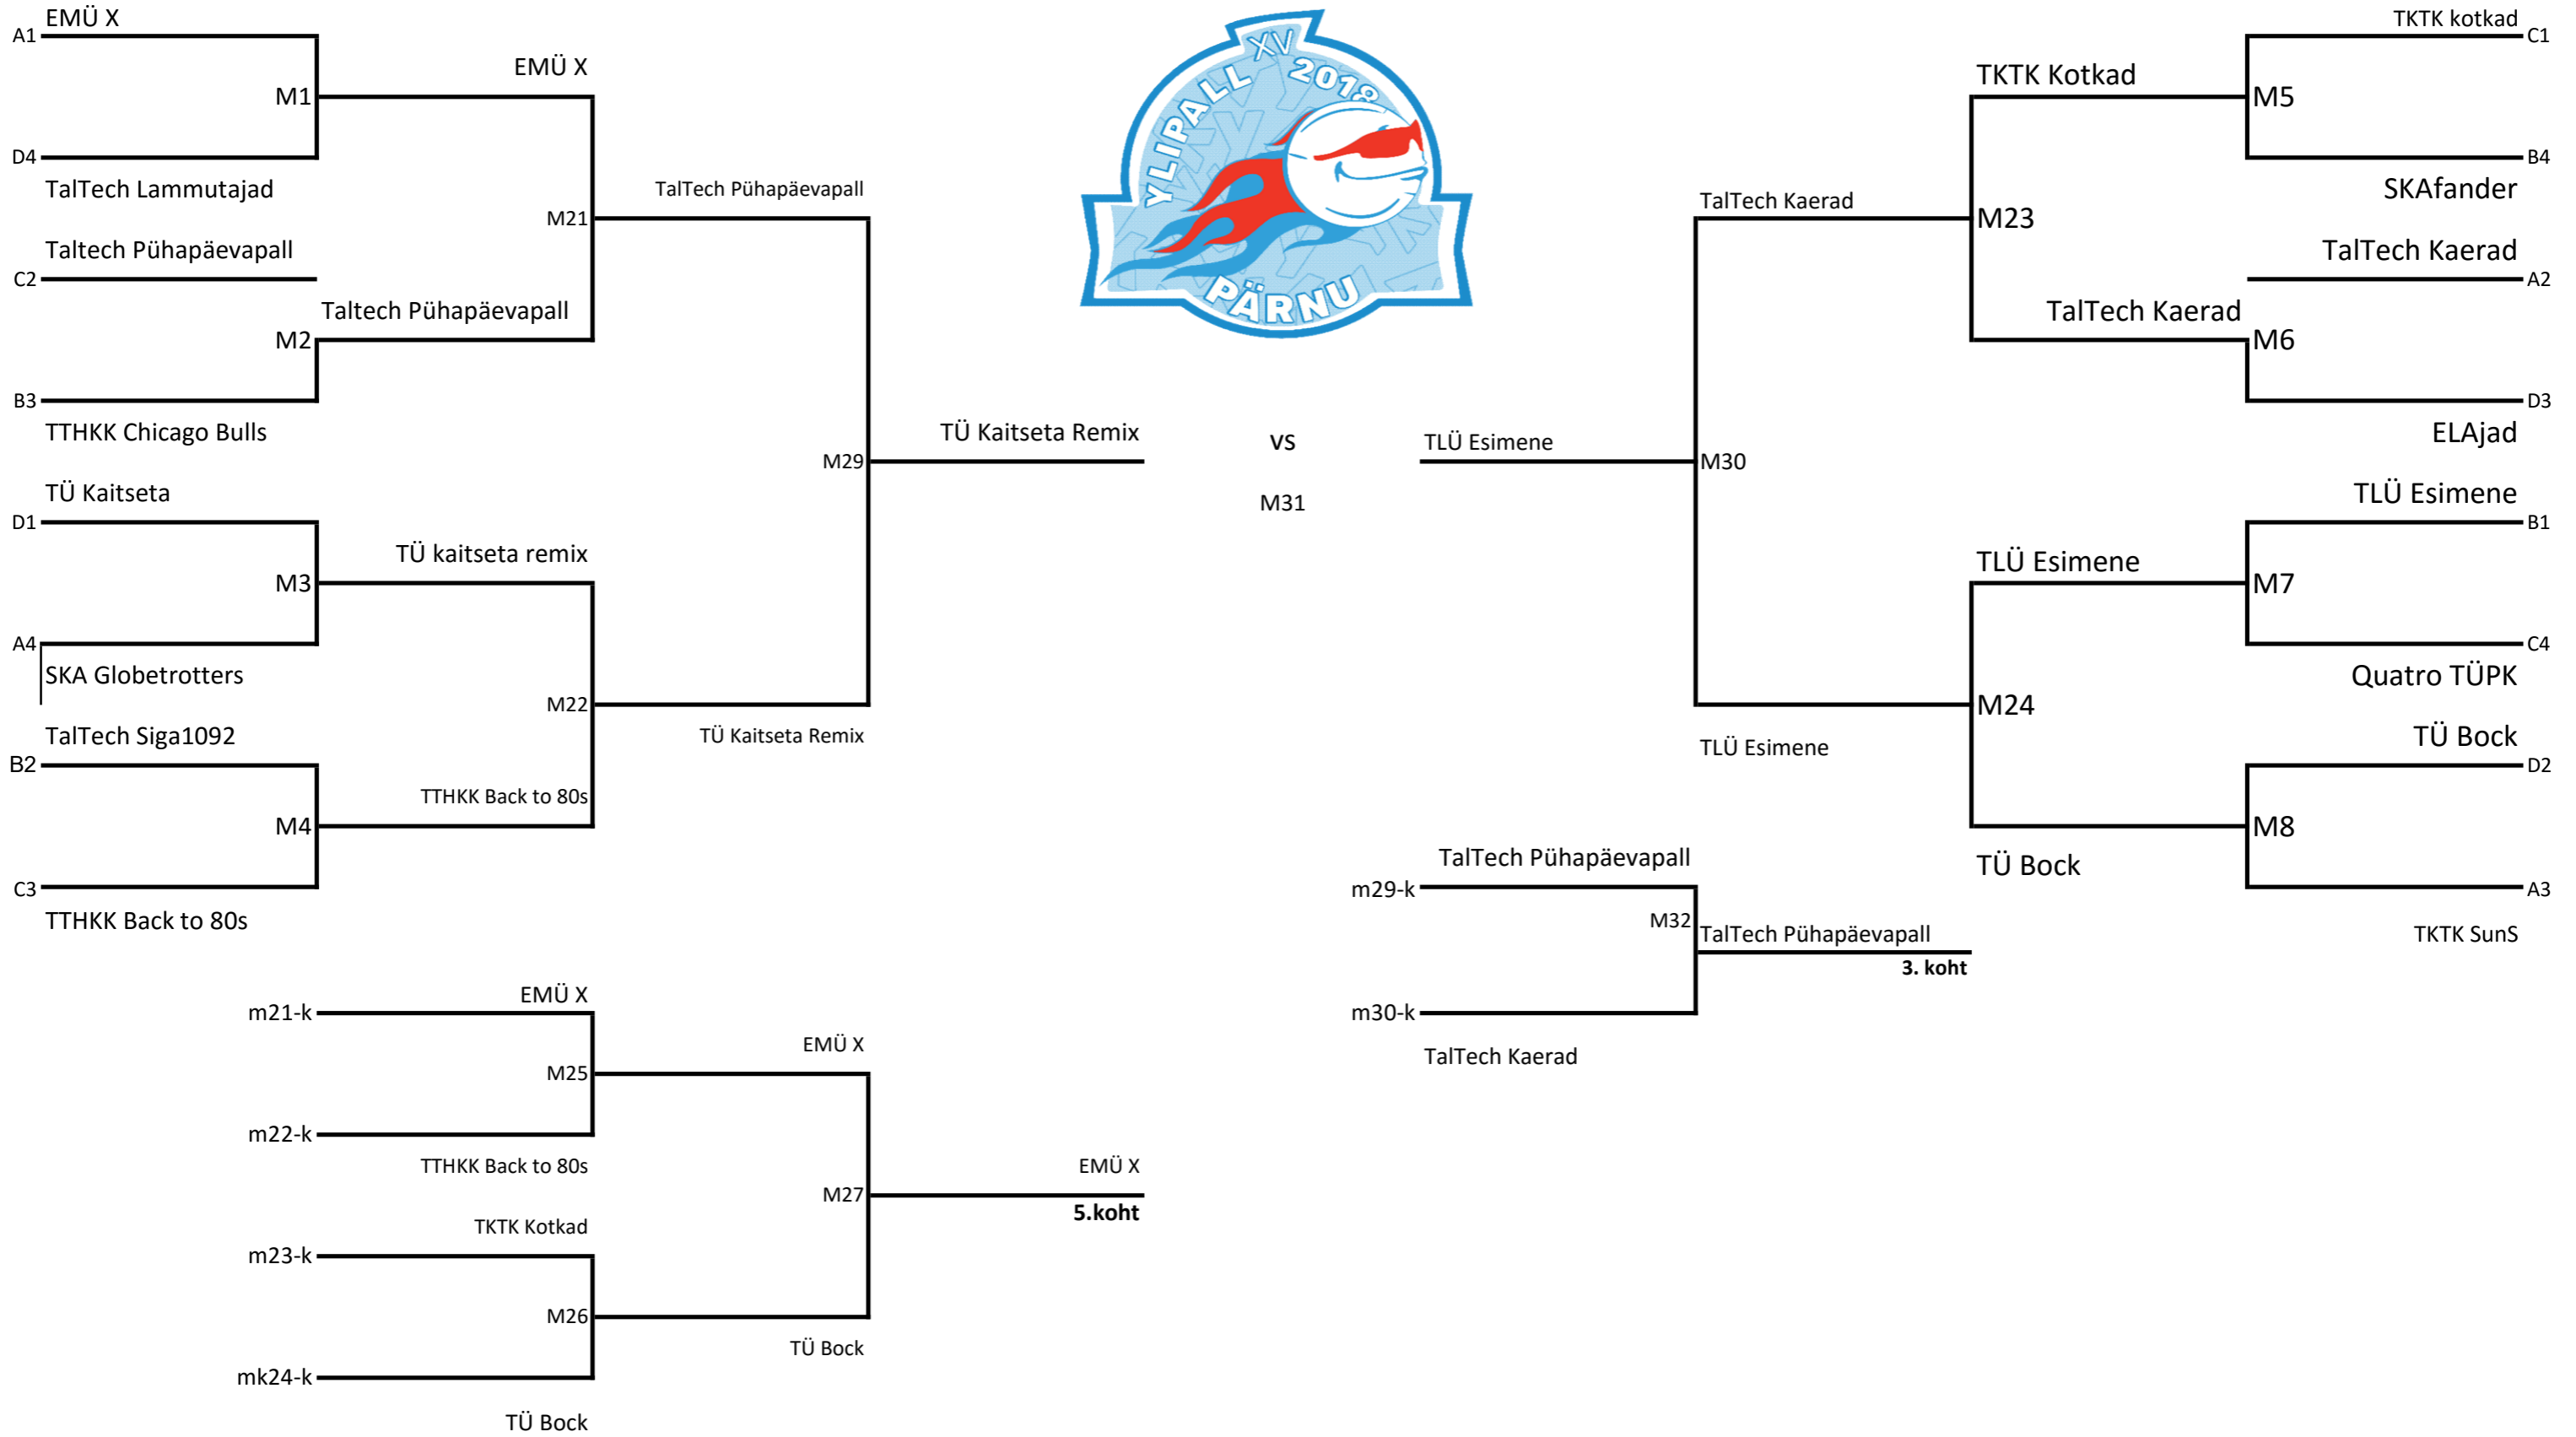 EMÜ X
A1
EMÜ X
M1
D4
TalTech Lammutajad
TalTech Pühapäevapall
M21
Taltech Pühapäevapall
C2
Taltech Pühapäevapall
M2
B3
TTHKK Chicago Bulls
TÜ Kaitseta Remix
M29
TÜ Kaitseta
D1
TÜ kaitseta remix
M3
A4
SKA Globetrotters
M22
TÜ Kaitseta Remix
TalTech Siga1092
B2
TTHKK Back to 80s
M4
C3
TTHKK Back to 80s
YLIPALL XV 2018
PÄRNU
vs
M31
TKTK kotkad
C1
TKTK Kotkad
M5
B4
SKAfander
TalTech Kaerad
M23
TalTech Kaerad
A2
TalTech Kaerad
M6
D3
ELAjad
TLÜ Esimene
M30
TLÜ Esimene
B1
TLÜ Esimene
M7
C4
Quatro TÜPK
M24
TLÜ Esimene
TÜ Bock
D2
M8
TÜ Bock
A3
TKTK SunS
TalTech Pühapäevapall
m29-k
M32
TalTech Pühapäevapall
3. koht
m30-k
TalTech Kaerad
EMÜ X
m21-k
EMÜ X
M25
m22-k
TTHKK Back to 80s
EMÜ X
M27
5.koht
TKTK Kotkad
m23-k
M26
TÜ Bock
mk24-k
TÜ Bock